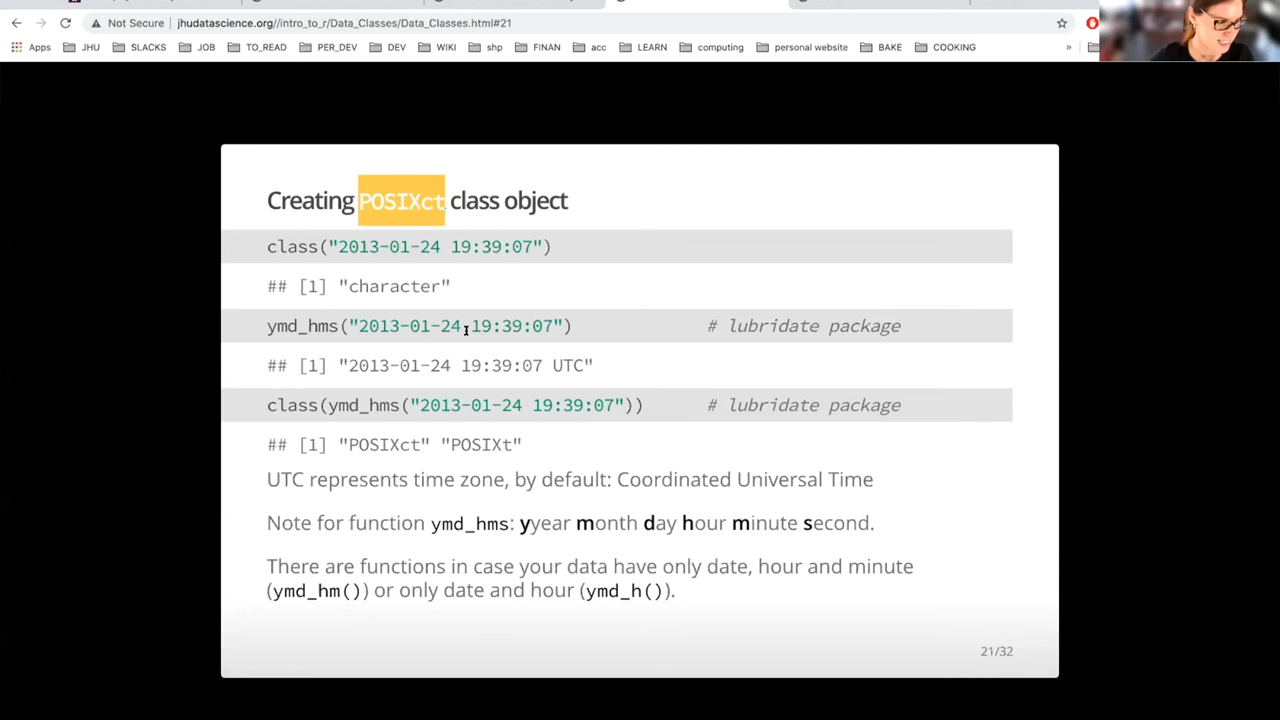 Not Secure | jhudatascience.org//intro_to_r/Data_Classes/Data_Classes.html#21
Apps JHU SLACKS JOB TO_READ PER_DEV DEV WIKI shp FINAN acc LEARN computing personal website BAKE COOKING »
Creating POSIXct class object
class("2013-01-24 19:39:07")
## [1] "character"
ymd_hms("2013-01-24 19:39:07") # lubridate package
## [1] "2013-01-24 19:39:07 UTC"
class(ymd_hms("2013-01-24 19:39:07")) # lubridate package
## [1] "POSIXct" "POSIXt"
UTC represents time zone, by default: Coordinated Universal Time
Note for function ymd_hms: yyear month day hour minute second.
There are functions in case your data have only date, hour and minute
(ymd_hm()) or only date and hour (ymd_h()).
21/32